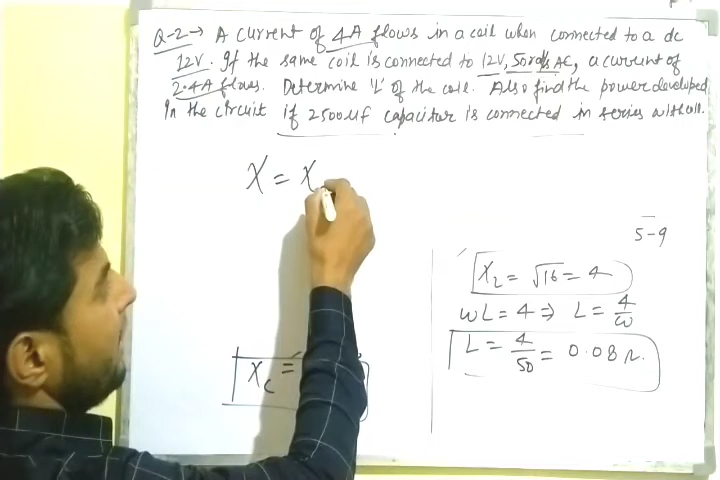 Q-2→ A current of 4A flows in a coil when connected to a dc
12V. If the same coil is connected to 12V, 50 rad/s AC, a current of
2.4A flows. Determine 'L' of the coil. Also find the power developed
In the circuit if 2500μf capacitor is connected in series with coil.
X = X
X_C =
5-9
X_L = √16 = 4
ωL = 4 ⇒ L = 4/ω
L = 4/50 = 0.08